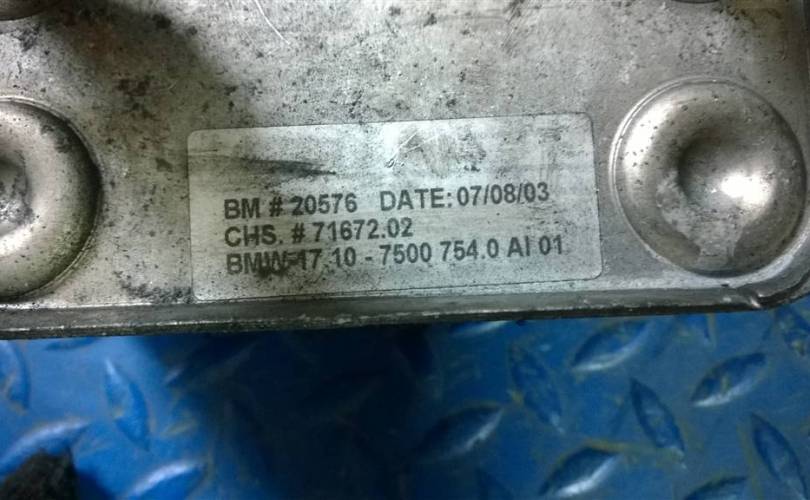 BM # 20576 DATE: 07/08/03
CHS. # 71672.02
BMW 17.10 - 7500 754.0 AI 01